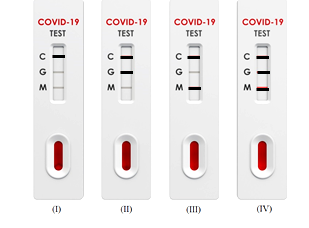 COVID-19 COVID-19 COVID-19 COVID-19
TEST TEST TEST TEST
C C C C
G G G G
M M M M
(I) (II) (III) (IV)